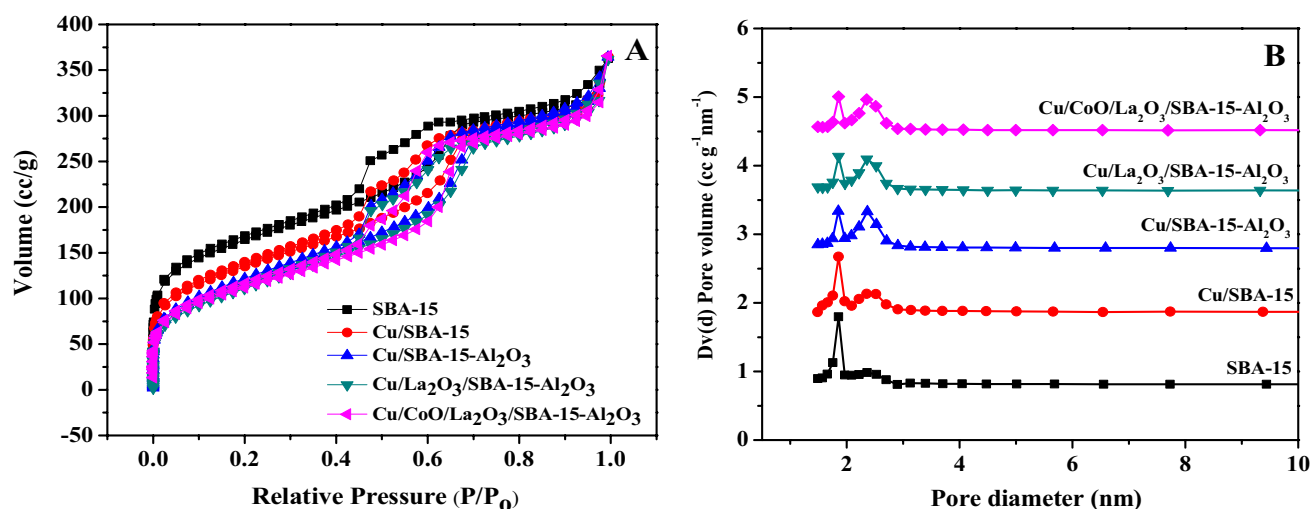 A
Volume (cc/g)
400
350
300
250
200
150
100
50
0
-50
SBA-15
Cu/SBA-15
Cu/SBA-15-Al₂O₃
Cu/La₂O₃/SBA-15-Al₂O₃
Cu/CoO/La₂O₃/SBA-15-Al₂O₃
0.0 0.2 0.4 0.6 0.8 1.0
Relative Pressure (P/P₀)
B
Dv(d) Pore volume (cc g⁻¹ nm⁻¹)
6
5
4
3
2
1
0
Cu/CoO/La₂O₃/SBA-15-Al₂O₃
Cu/La₂O₃/SBA-15-Al₂O₃
Cu/SBA-15-Al₂O₃
Cu/SBA-15
SBA-15
2 4 6 8 10
Pore diameter (nm)